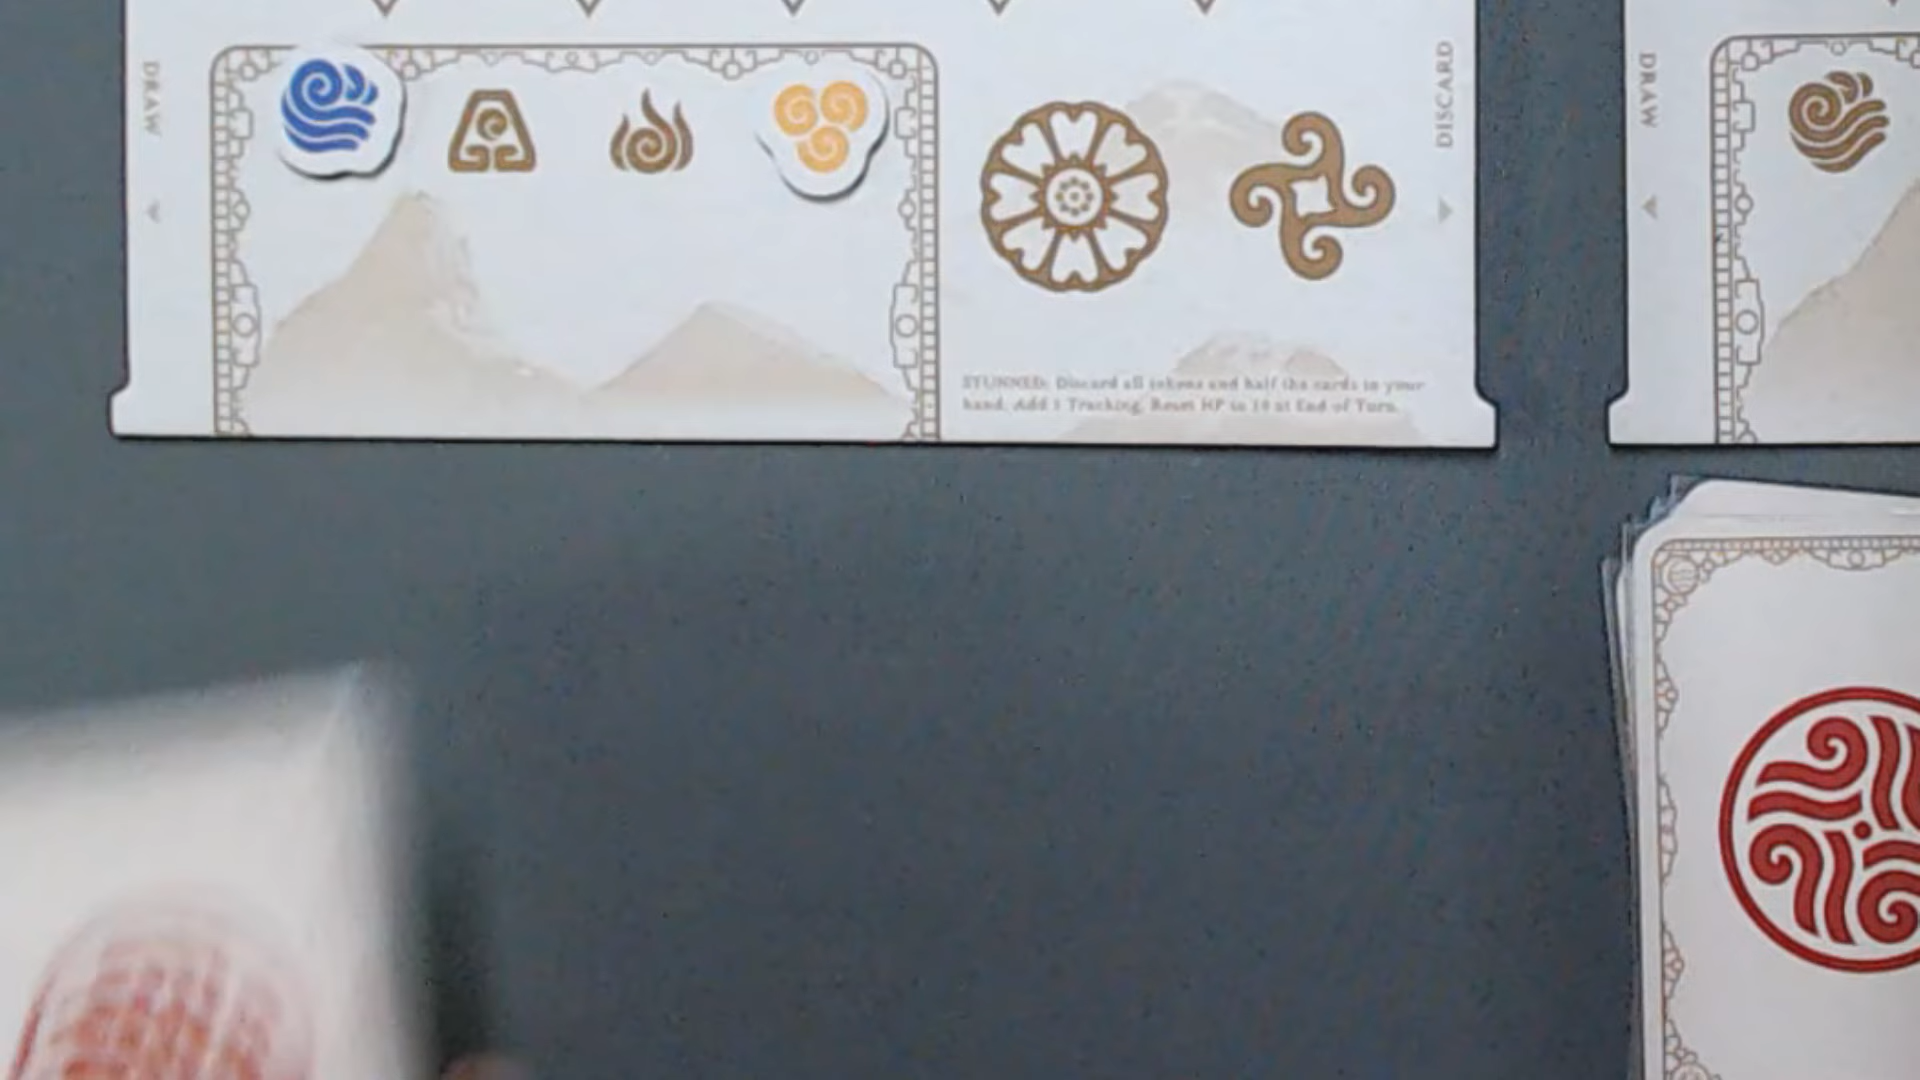 DRAW
DISCARD
STUNNED: Discard all tokens and half the cards in your
hand. Add 1 Tracking. Reset HP to 10 at End of Turn.
DRAW